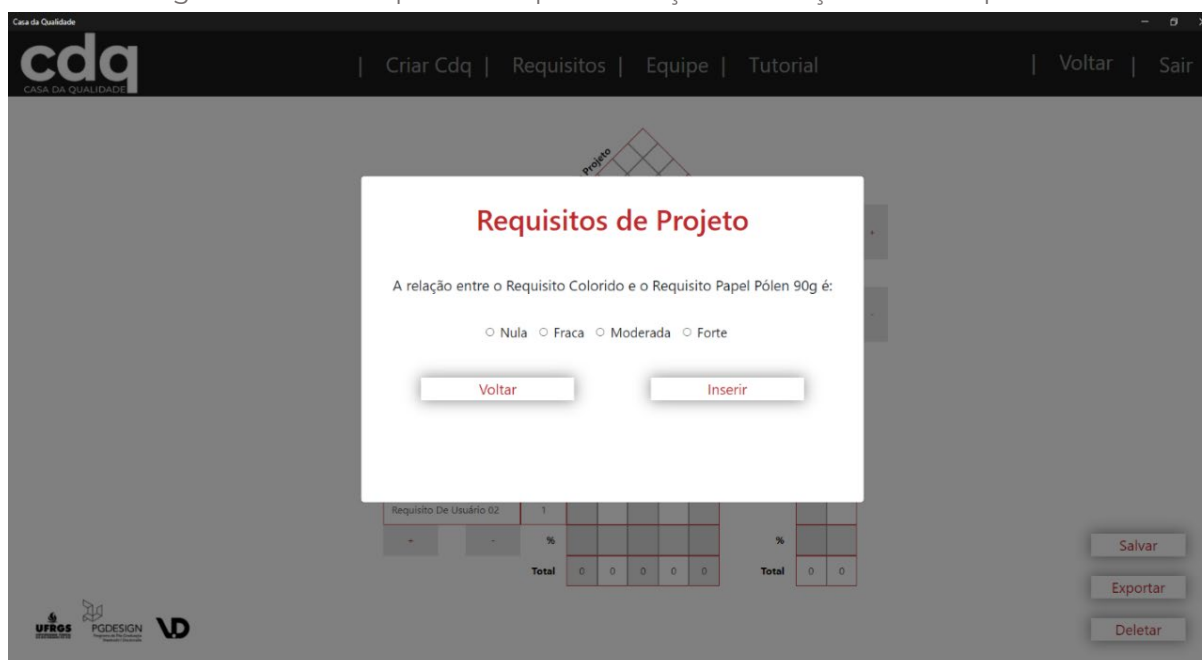 Casa da Qualidade
cdq
CASA DA QUALIDADE
| Criar Cdq | Requisitos | Equipe | Tutorial
| Voltar | Sair
Projeto
Requisitos de Projeto
A relação entre o Requisito Colorido e o Requisito Papel Pólen 90g é:
Nula Fraca Moderada Forte
Voltar Inserir
+
-
Requisito De Usuário 02 1
+ - % %
Total 0 0 0 0 0 Total 0 0
Salvar
Exportar
Deletar
UFRGS
PGDESIGN
VD